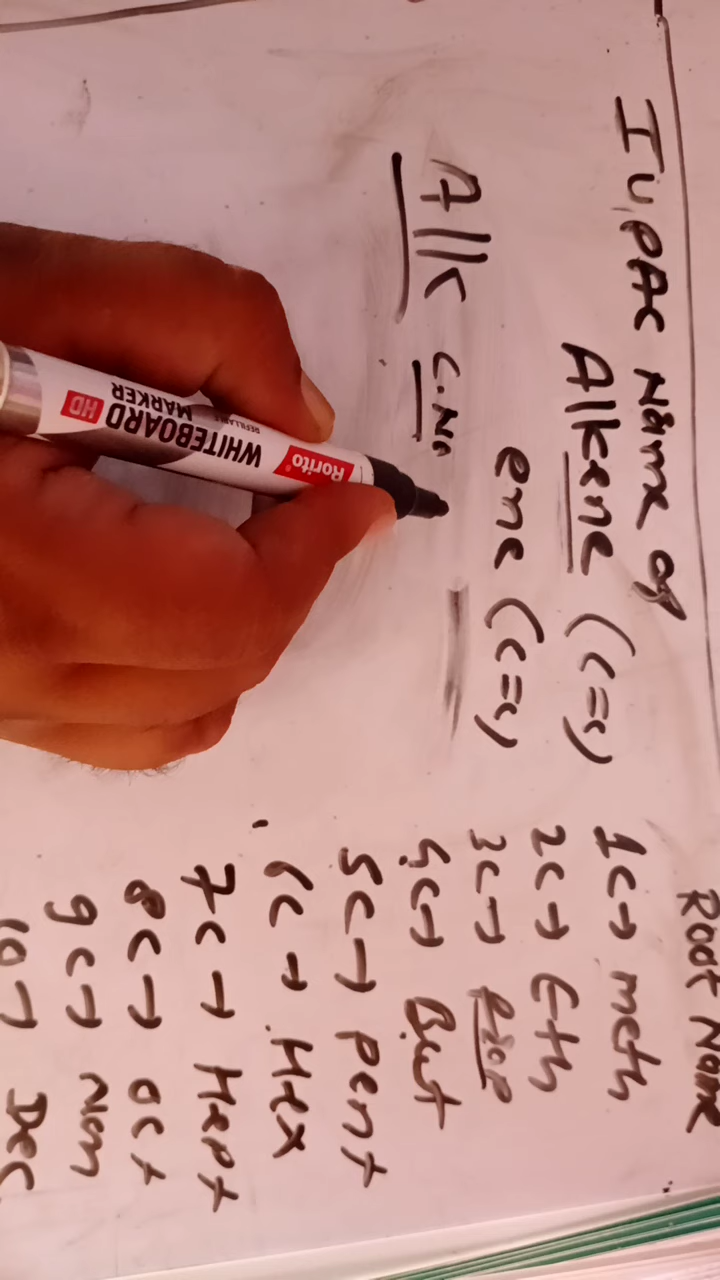 IUPAC Name of
Alkene (C=C)
ene (C=C)
Alk C.No
Root Name
1C→ meth
2C→ Eth
3C→ Prop
4C→ But
5C→ Pent
6C→ Hex
7C→ Hept
8C→ Oct
9C→ Non
10→ Dec
Rorito®
WHITEBOARD
MARKER HD
REFILLABLE